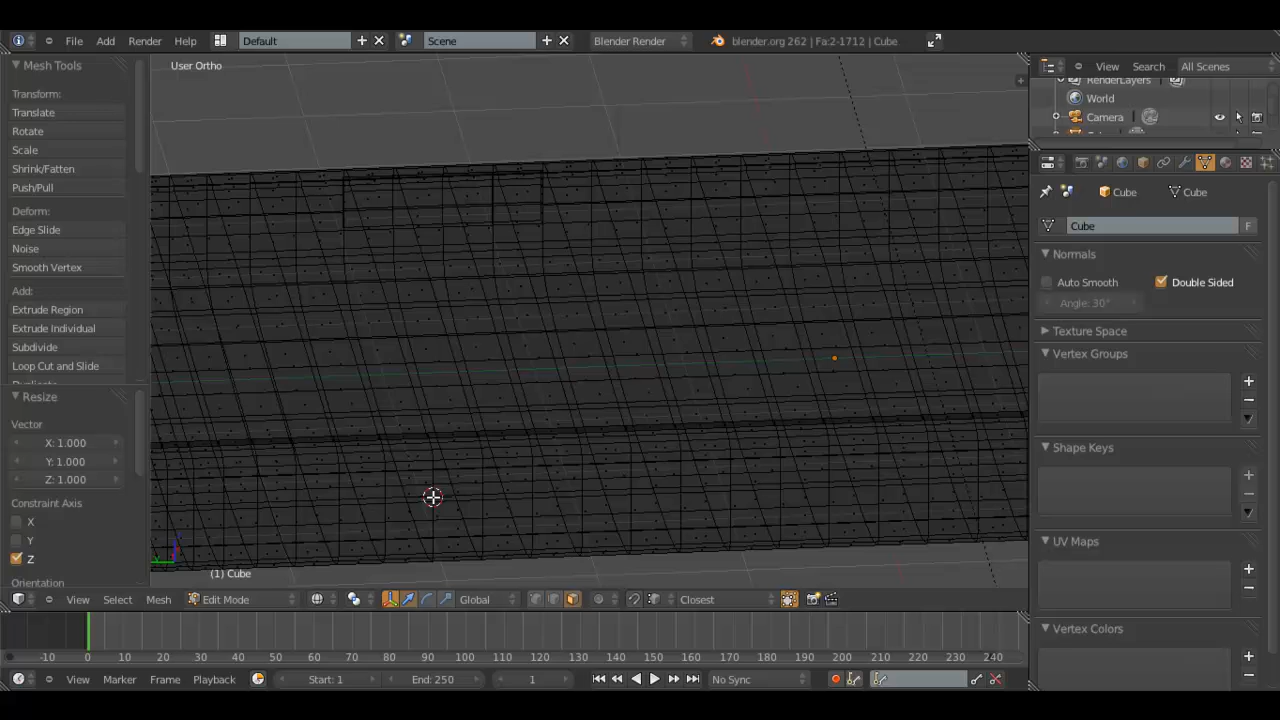 File Add Render Help Default Scene Blender Render blender.org 262 | Fa:2-1712 | Cube
Mesh Tools
Transform:
Translate
Rotate
Scale
Shrink/Fatten
Push/Pull
Deform:
Edge Slide
Noise
Smooth Vertex
Add:
Extrude Region
Extrude Individual
Subdivide
Loop Cut and Slide
Resize
Vector
X: 1.000
Y: 1.000
Z: 1.000
Constraint Axis
X
Y
Z
Orientation
User Ortho
(1) Cube
View Select Mesh Edit Mode Global Closest
-10 0 10 20 30 40 50 60 70 80 90 100 110 120 130 140 150 160 170 180 190 200 210 220 230 240
View Marker Frame Playback Start: 1 End: 250 1 No Sync
View Search All Scenes
RenderLayers
World
Camera
Cube Cube
Cube F
Normals
Auto Smooth Double Sided
Angle: 30°
Texture Space
Vertex Groups
Shape Keys
UV Maps
Vertex Colors